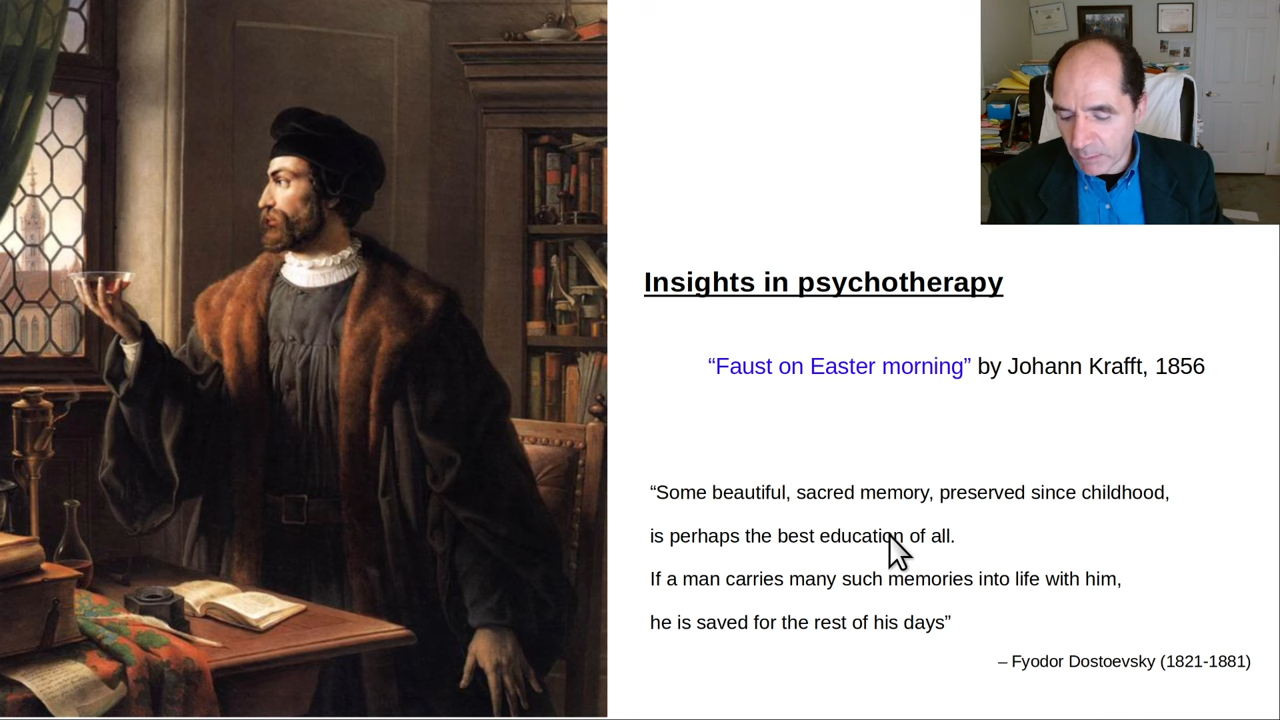 Insights in psychotherapy
“Faust on Easter morning” by Johann Krafft, 1856
“Some beautiful, sacred memory, preserved since childhood,
is perhaps the best education of all.
If a man carries many such memories into life with him,
he is saved for the rest of his days”
– Fyodor Dostoevsky (1821-1881)